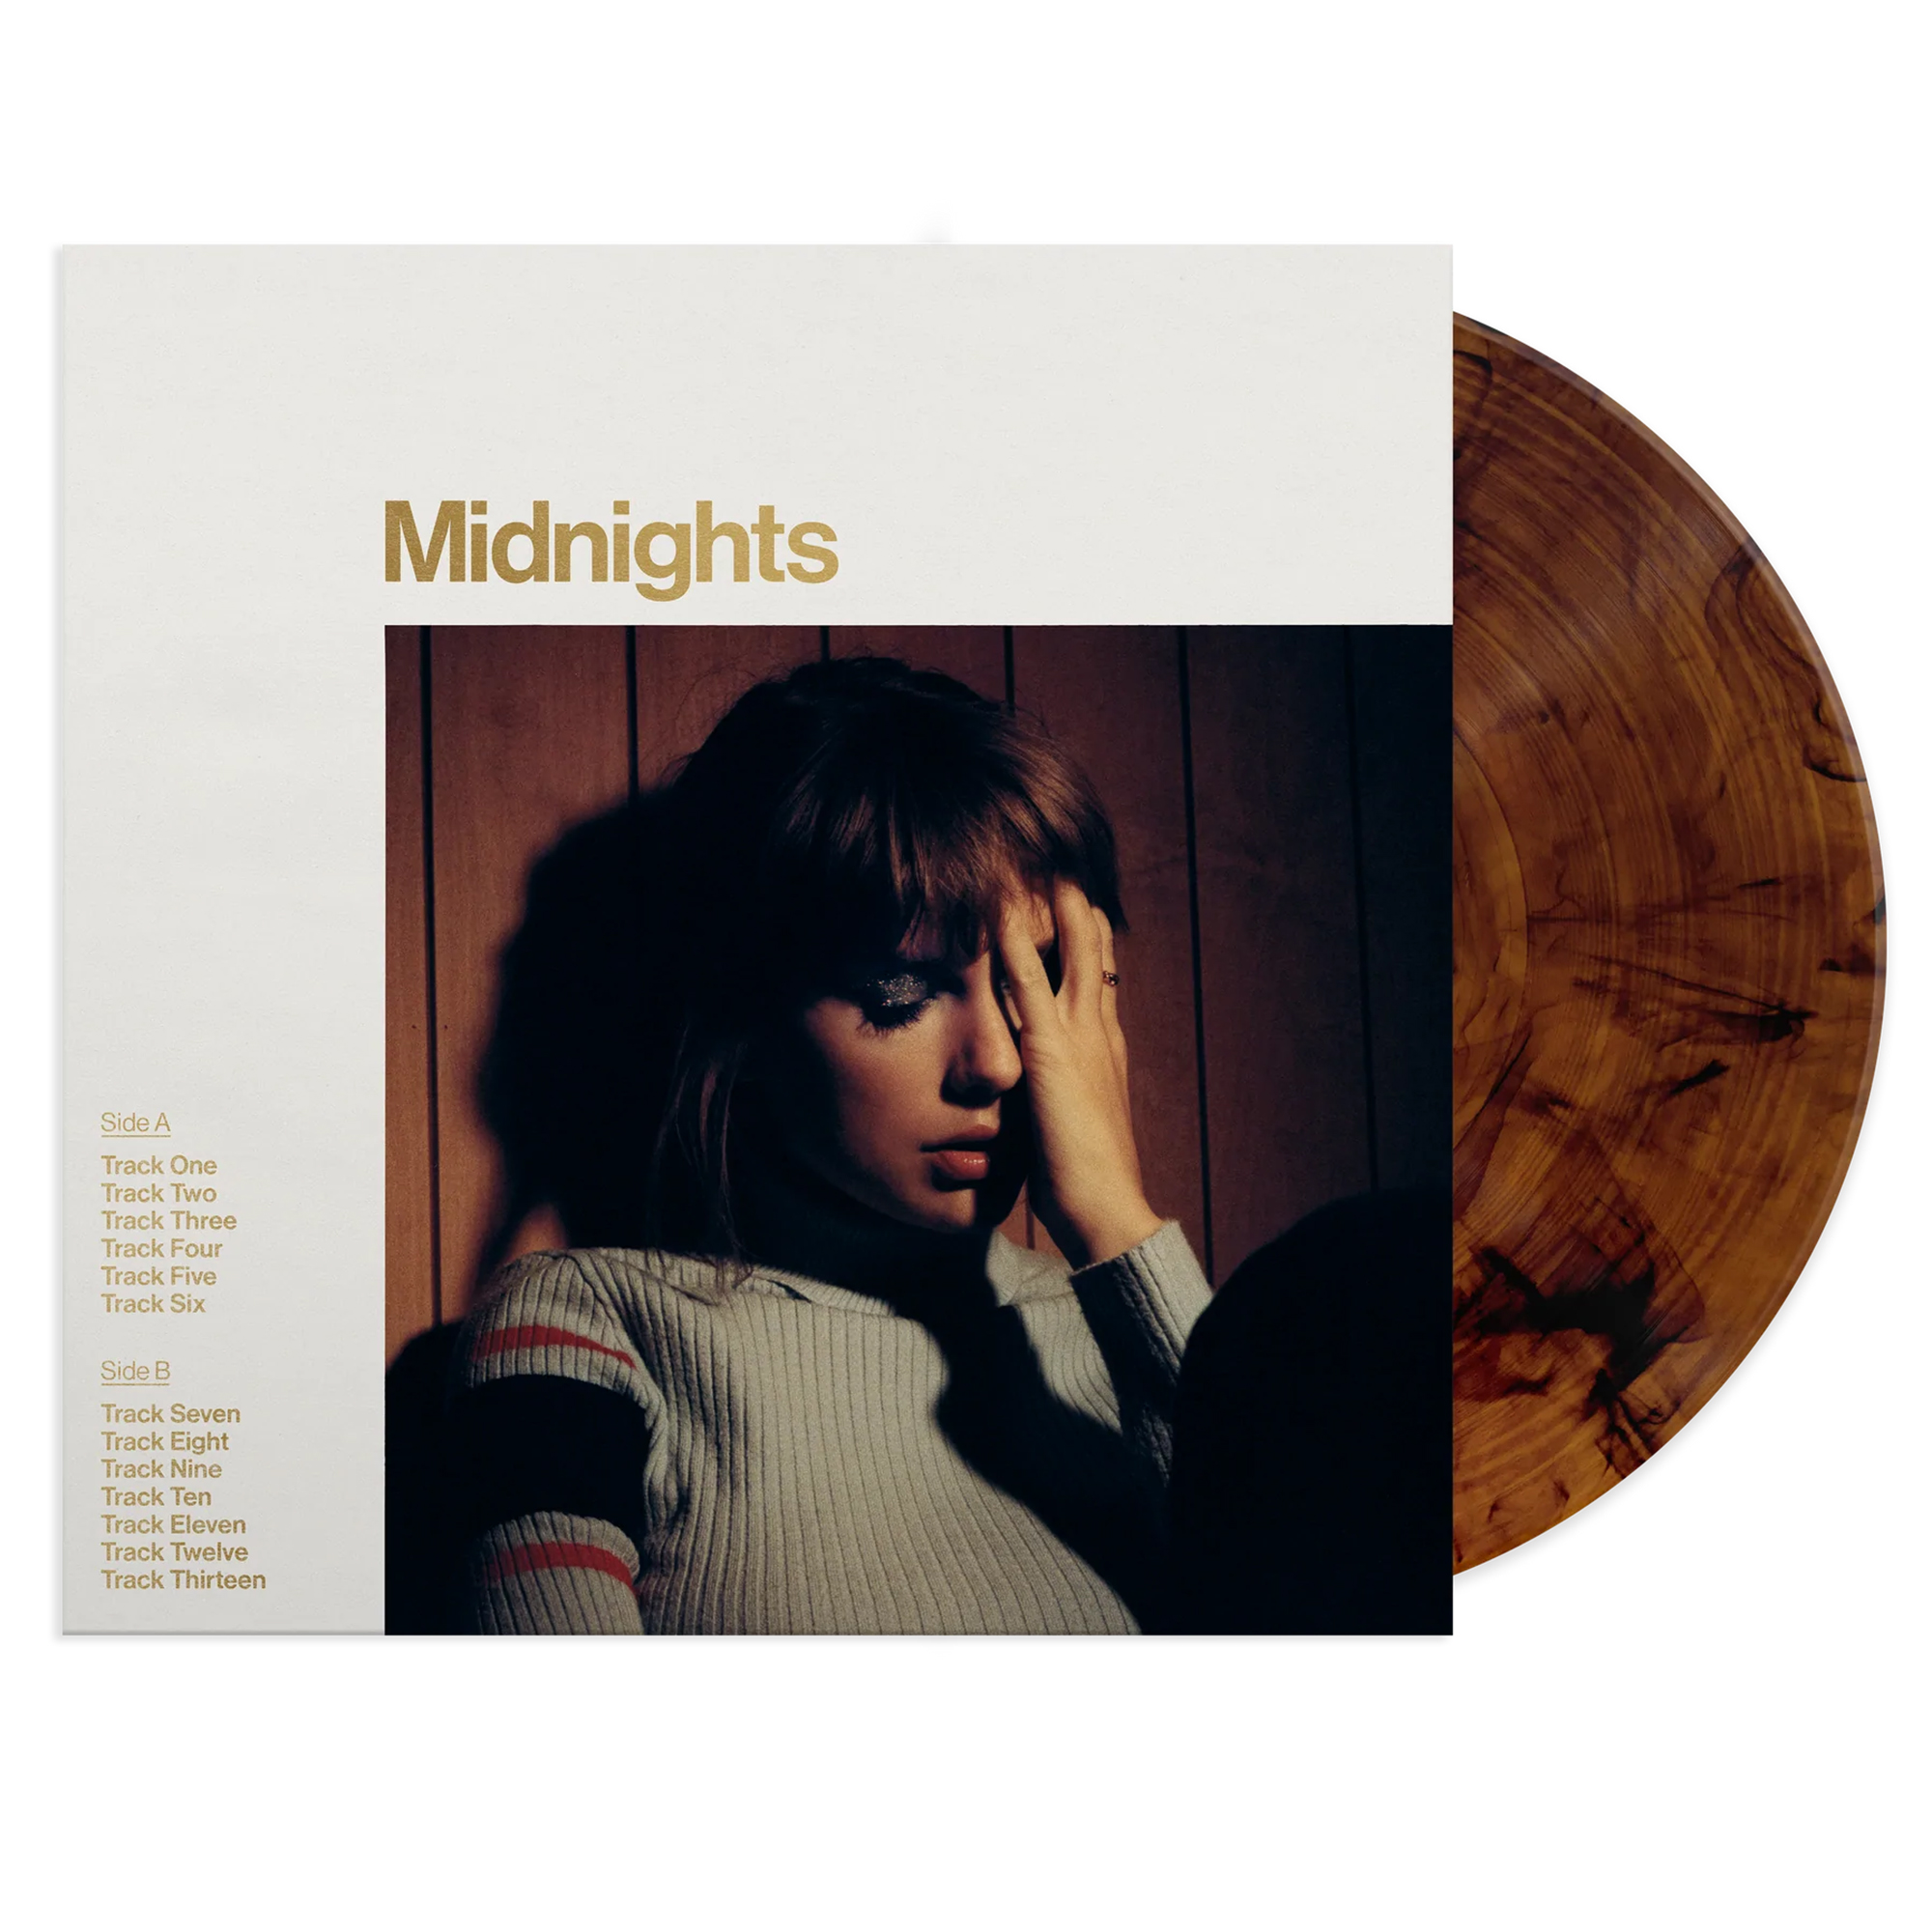 Midnights
Side A
Track One
Track Two
Track Three
Track Four
Track Five
Track Six
Side B
Track Seven
Track Eight
Track Nine
Track Ten
Track Eleven
Track Twelve
Track Thirteen